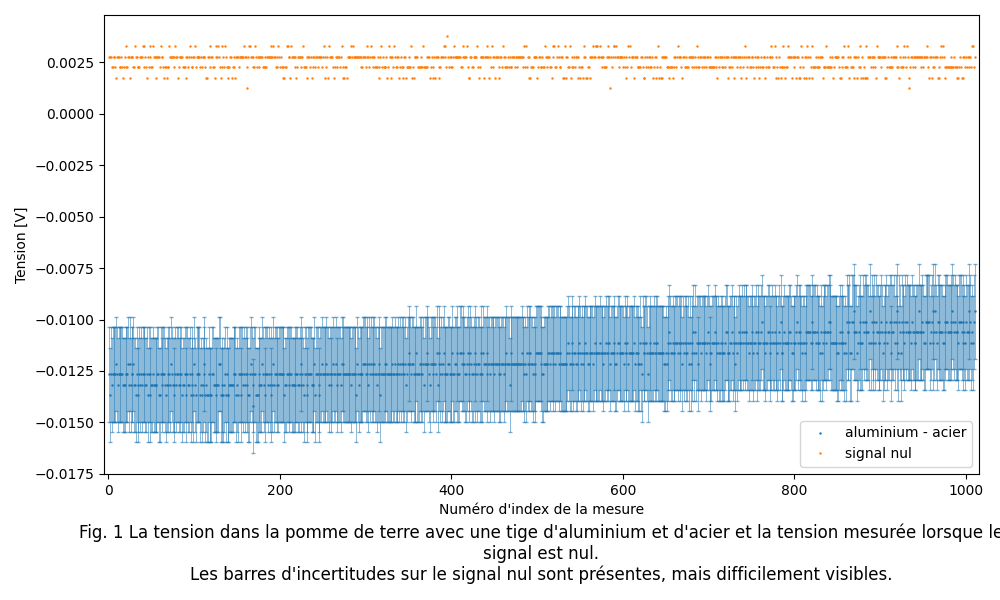 0.0025
0.0000
−0.0025
−0.0050
−0.0075
−0.0100
−0.0125
−0.0150
−0.0175
Tension [V]
aluminium - acier
signal nul
0 200 400 600 800 1000
Numéro d'index de la mesure
Fig. 1 La tension dans la pomme de terre avec une tige d'aluminium et d'acier et la tension mesurée lorsque le
signal est nul.
Les barres d'incertitudes sur le signal nul sont présentes, mais difficilement visibles.